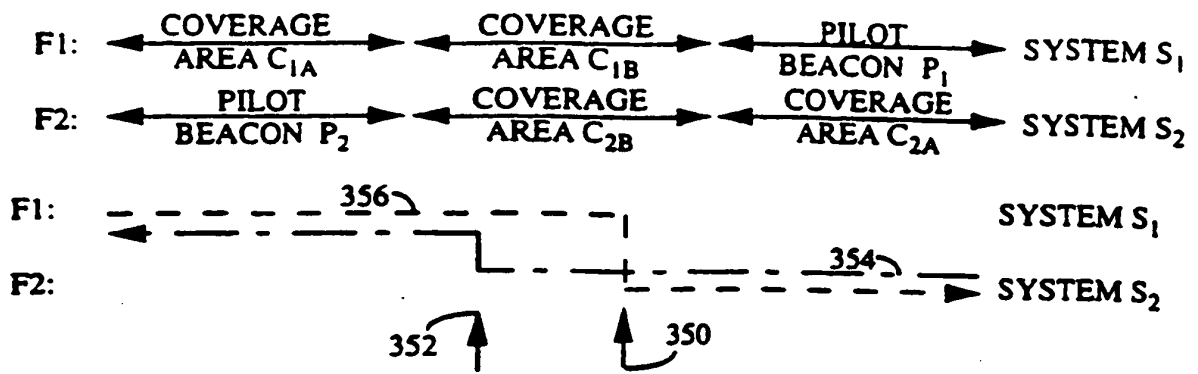 F1: COVERAGE AREA C1A COVERAGE AREA C1B PILOT BEACON P1 SYSTEM S1
F2: PILOT BEACON P2 COVERAGE AREA C2B COVERAGE AREA C2A SYSTEM S2
F1: 356 SYSTEM S1
F2: 354 SYSTEM S2
352 350